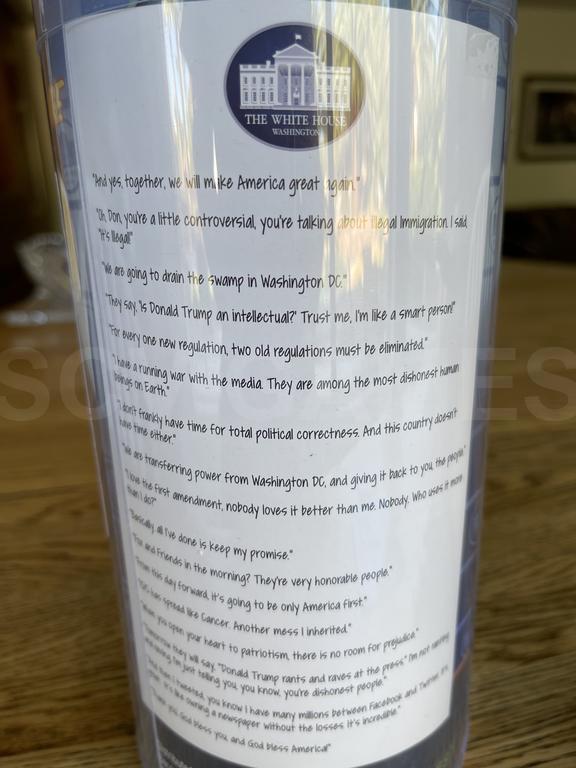 THE WHITE HOUSE
WASHINGTON
"And yes, together, we will make America great again."
"Oh, Don, you're a little controversial, you're talking about illegal immigration. I said,
"It's illegal!"
"We are going to drain the swamp in Washington DC."
"They say, 'Is Donald Trump an intellectual?' Trust me, I'm like a smart person!"
"For every one new regulation, two old regulations must be eliminated."
"I have a running war with the media. They are among the most dishonest human
beings on Earth."
"I don't frankly have time for total political correctness. And this country doesn't
have time either."
"We are transferring power from Washington DC, and giving it back to you, the people."
"I love the first amendment, nobody loves it better than me. Nobody. Who uses it more
than I do?"
"Basically, all I've done is keep my promise."
"Fox and Friends in the morning? They're very honorable people."
"From this day forward, it's going to be only America first."
has spread like Cancer. Another mess I inherited."
"When you open your heart to patriotism, there is no room for prejudice."
"Tomorrow they will say, "Donald Trump rants and raves at the press." I'm not ranting
and raving I'm just telling you, you know, you're dishonest people."
"And then I tweeted, you know I have many millions between Facebook and Twitter. It's
great. It's like owning a newspaper without the losses. It's incredible."
you, God bless you, and God bless America!"
SOCRATES